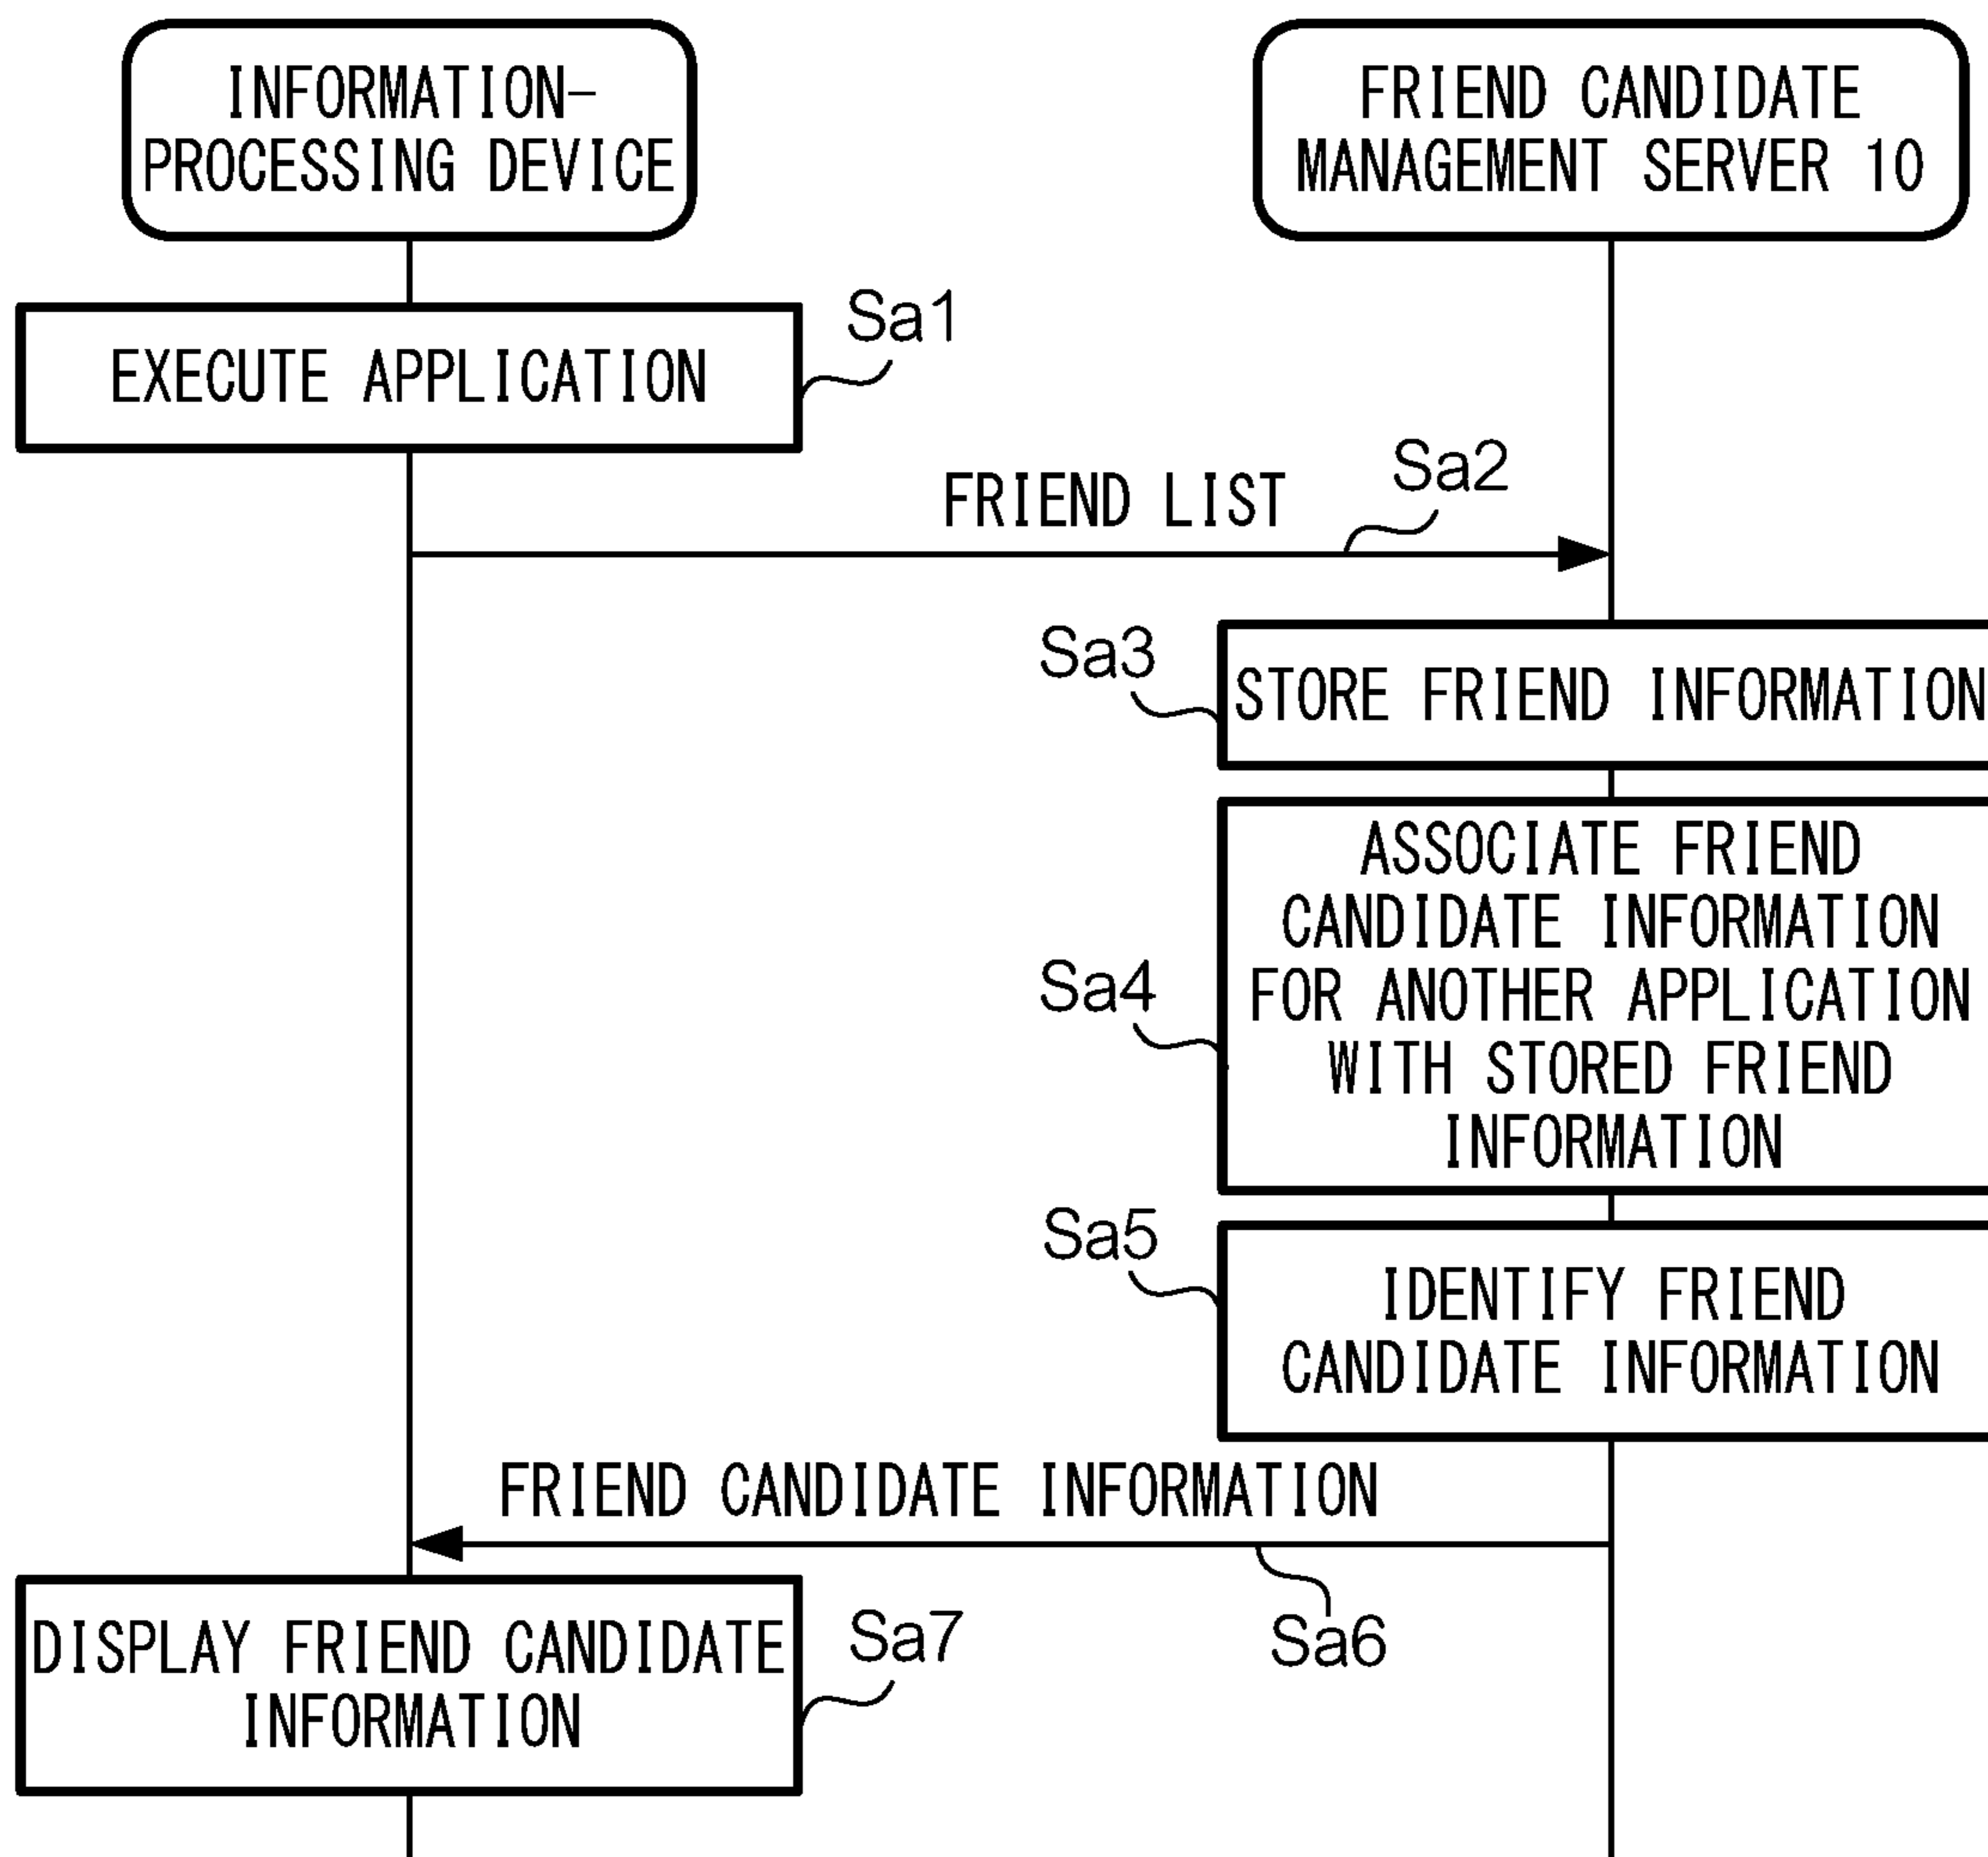 INFORMATION-
PROCESSING DEVICE
FRIEND CANDIDATE
MANAGEMENT SERVER 10
EXECUTE APPLICATION
Sa1
FRIEND LIST
Sa2
Sa3
STORE FRIEND INFORMATION
ASSOCIATE FRIEND
CANDIDATE INFORMATION
FOR ANOTHER APPLICATION
WITH STORED FRIEND
INFORMATION
Sa4
Sa5
IDENTIFY FRIEND
CANDIDATE INFORMATION
FRIEND CANDIDATE INFORMATION
Sa6
DISPLAY FRIEND CANDIDATE
INFORMATION
Sa7